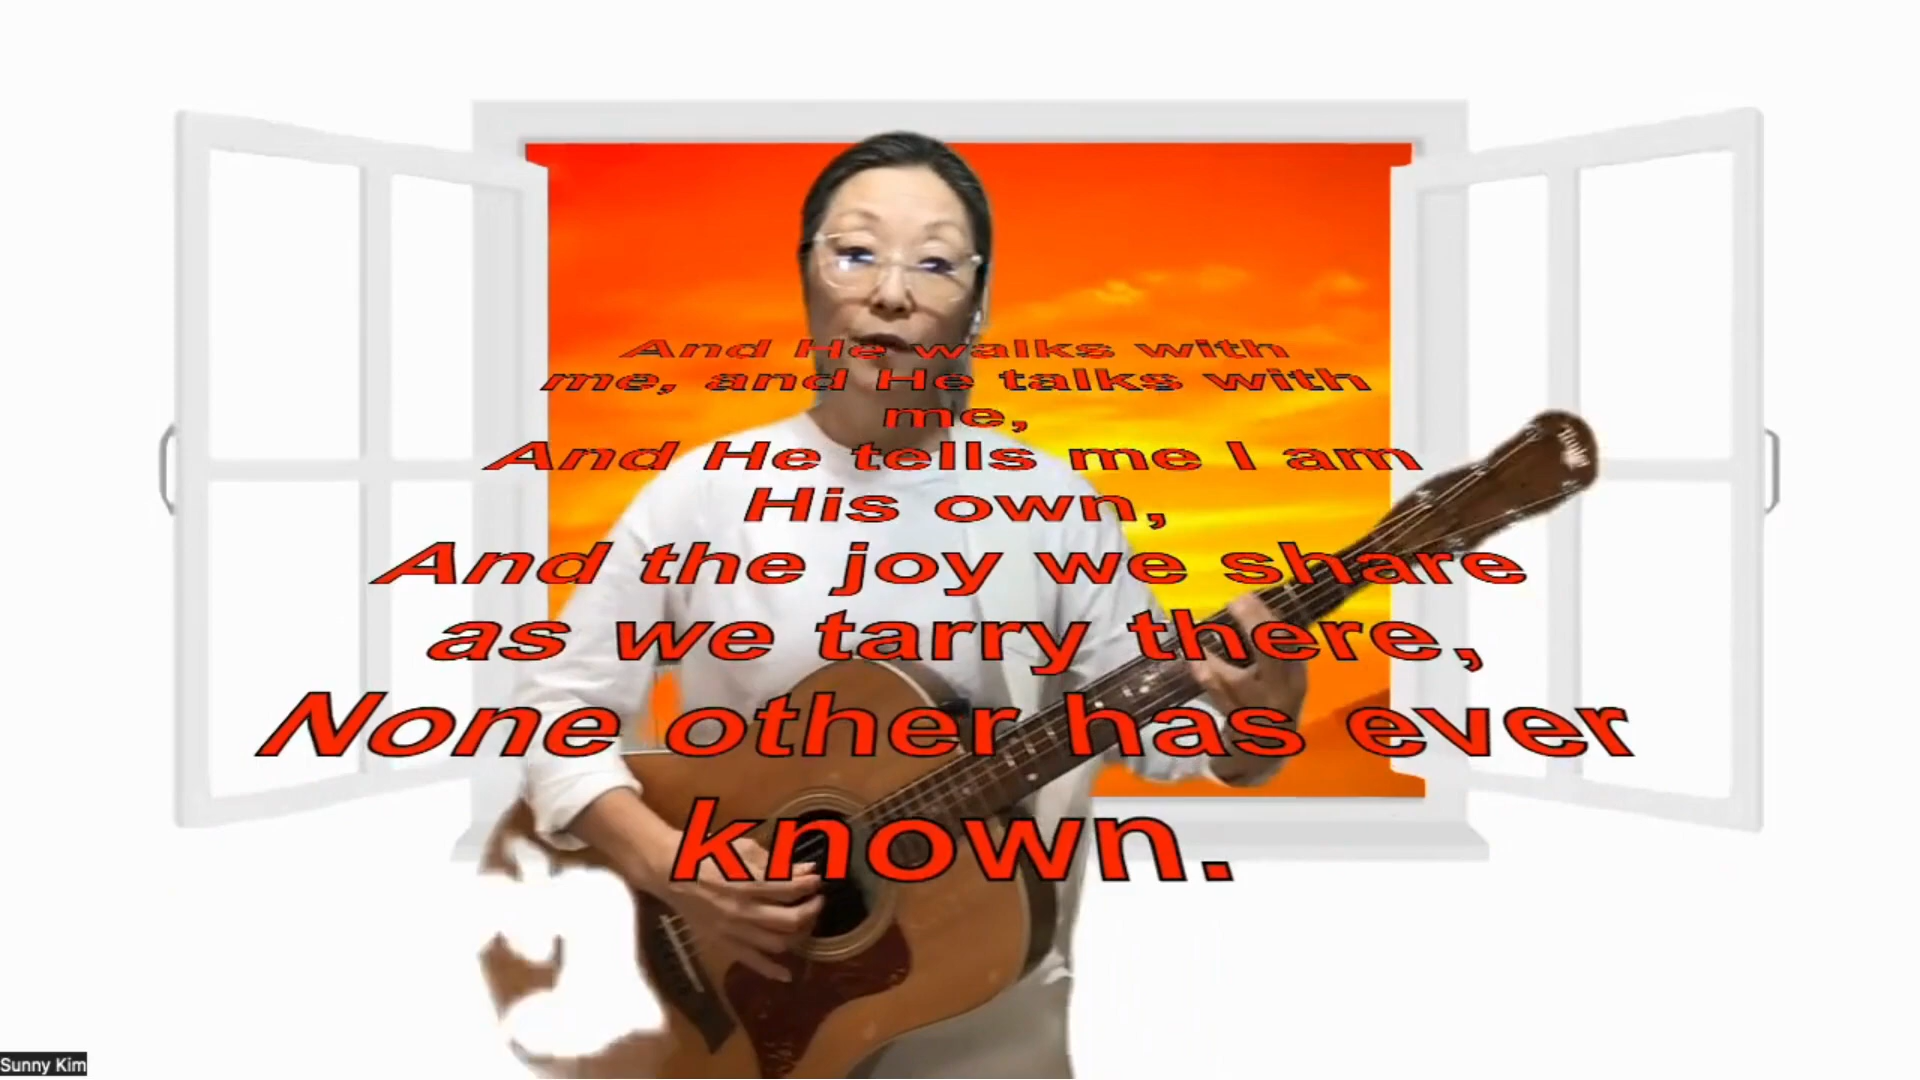 And He walks with
me, and He talks with
me,
And He tells me I am
His own,
And the joy we share
as we tarry there,
None other has ever
known.
Sunny Kim